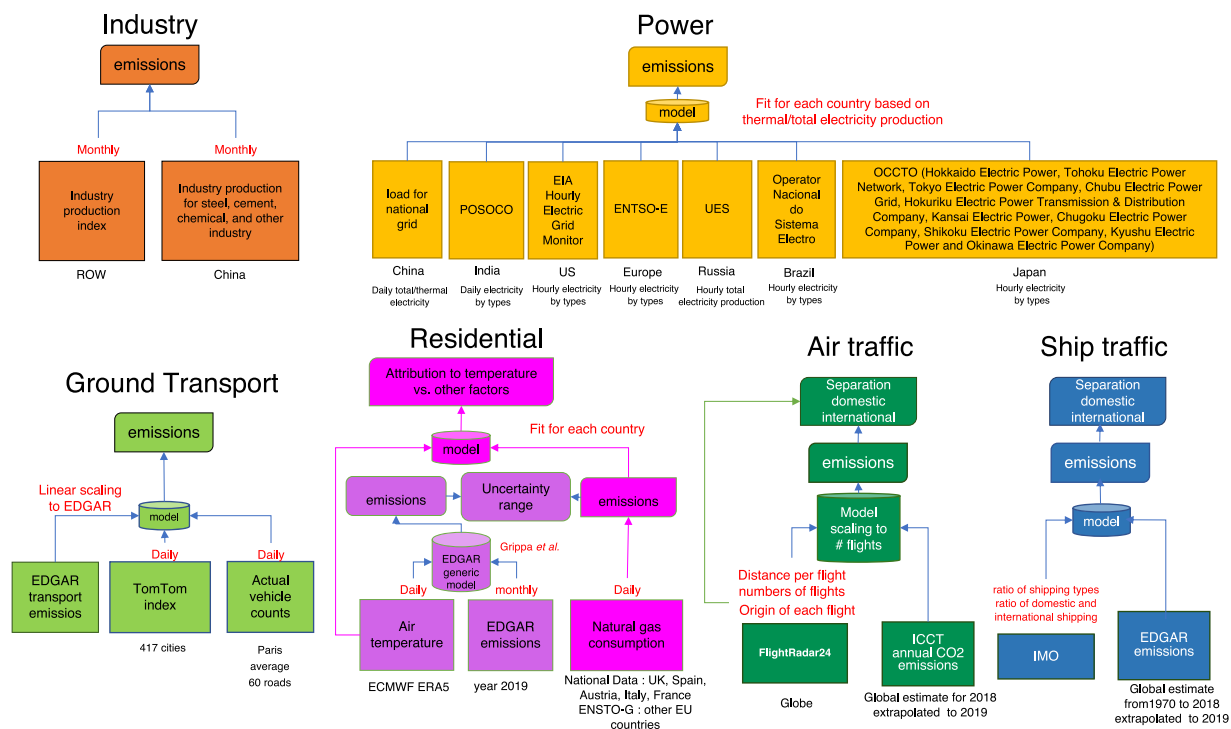 Industry
emissions
Monthly
Monthly
Industry
production
index
Industry production
for steel, cement,
chemical, and other
industry
ROW
China
Power
emissions
model
Fit for each country based on
thermal/total electricity production
load for
national
grid
POSOCO
EIA
Hourly
Electric
Grid
Monitor
ENTSO-E
UES
Operator
Nacional
do
Sistema
Electro
OCCTO (Hokkaido Electric Power, Tohoku Electric Power
Network, Tokyo Electric Power Company, Chubu Electric Power
Grid, Hokuriku Electric Power Transmission & Distribution
Company, Kansai Electric Power, Chugoku Electric Power
Company, Shikoku Electric Power Company, Kyushu Electric
Power and Okinawa Electric Power Company)
China
Daily total/thermal
electricity
India
Daily electricity
by types
US
Hourly electricity
by types
Europe
Hourly electricity
by types
Russia
Hourly total
electricity production
Brazil
Hourly electricity
by types
Japan
Hourly electricity
by types
Ground Transport
emissions
Linear scaling
to EDGAR
model
Daily
Daily
EDGAR
transport
emissios
TomTom
index
Actual
vehicle
counts
417 cities
Paris
average
60 roads
Residential
Attribution to temperature
vs. other factors
model
Fit for each country
emissions
Uncertainty
range
emissions
Grippa et al.
EDGAR
generic
model
Daily
monthly
Daily
Air
temperature
EDGAR
emissions
Natural gas
consumption
ECMWF ERA5
year 2019
National Data : UK, Spain,
Austria, Italy, France
ENSTO-G : other EU
countries
Air traffic
Separation
domestic
international
emissions
Model
scaling to
# flights
Distance per flight
numbers of flights
Origin of each flight
FlightRadar24
ICCT
annual CO2
emissions
Globe
Global estimate for 2018
extrapolated to 2019
Ship traffic
Separation
domestic
international
emissions
model
ratio of shipping types
ratio of domestic and
international shipping
IMO
EDGAR
emissions
Global estimate
from1970 to 2018
extrapolated to 2019